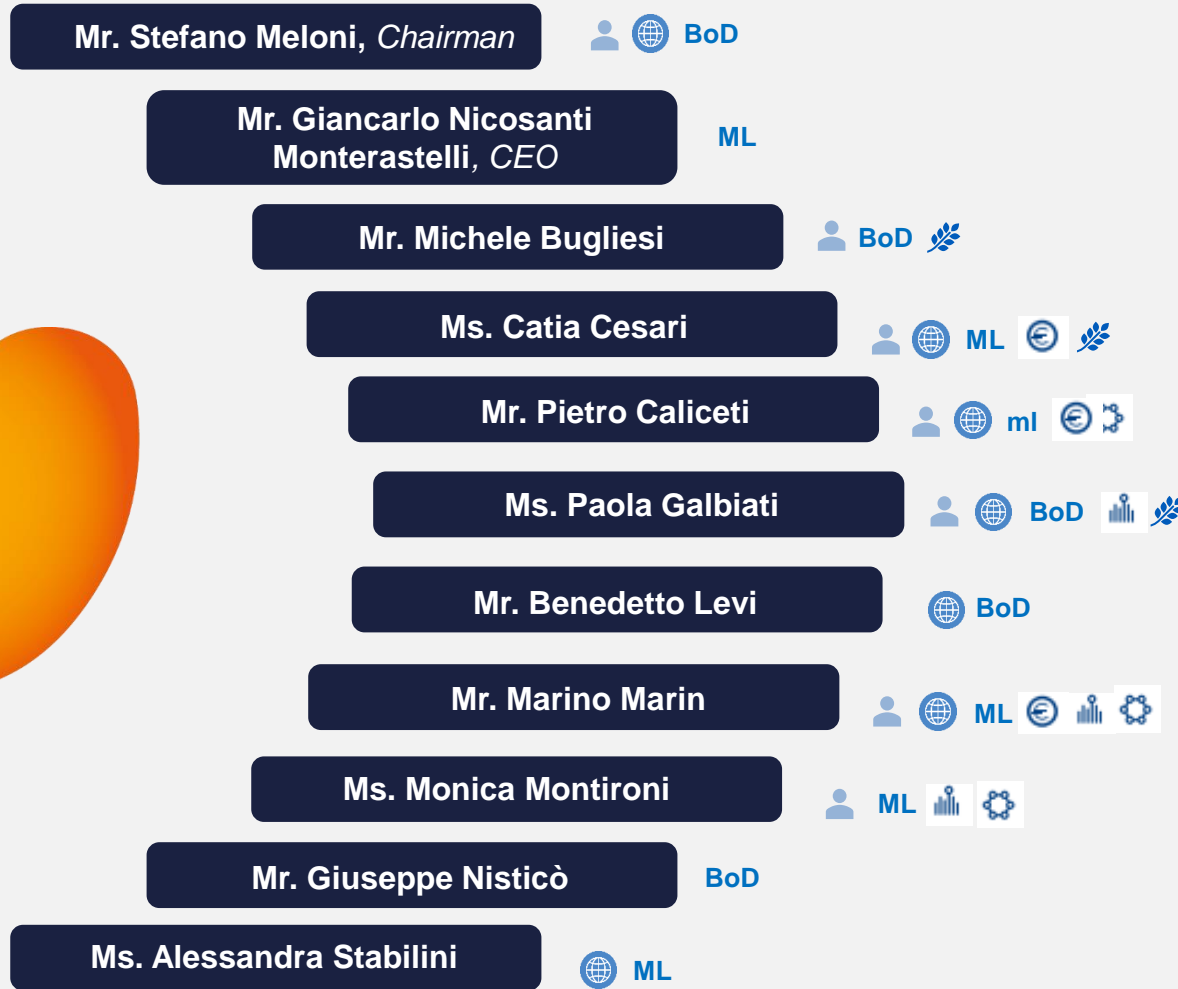 Mr. Stefano Meloni, Chairman BoD
Mr. Giancarlo Nicosanti
Monterastelli, CEO
ML
Mr. Michele Bugliesi BoD
Ms. Catia Cesari ML
Mr. Pietro Caliceti ml
Ms. Paola Galbiati BoD
Mr. Benedetto Levi BoD
Mr. Marino Marin ML
Ms. Monica Montironi ML
Mr. Giuseppe Nisticò BoD
Ms. Alessandra Stabilini ML